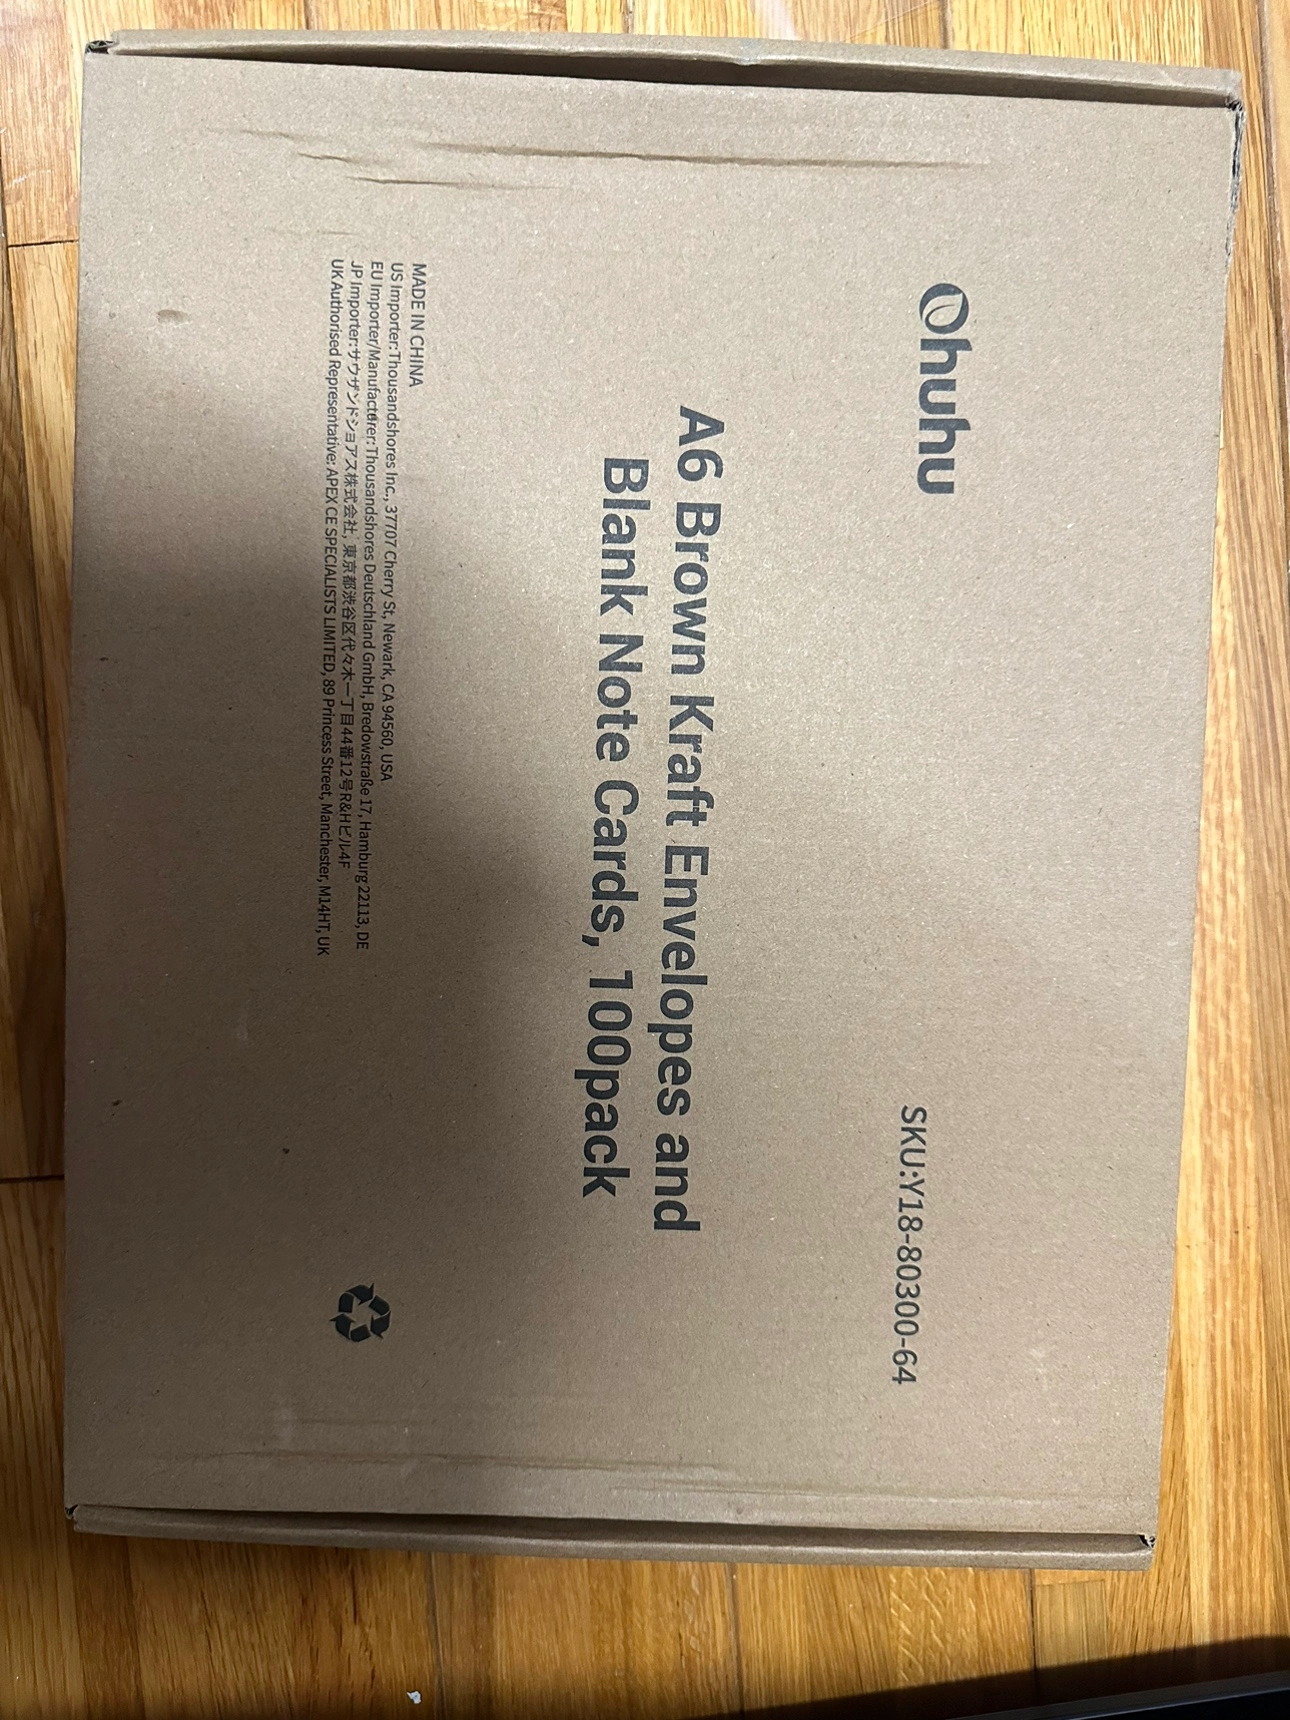 Ohuhu
SKU:Y18-80300-64
A6 Brown Kraft Envelopes and
Blank Note Cards, 100pack
MADE IN CHINA
US Importer:Thousandshores Inc., 37707 Cherry St, Newark, CA 94560, USA
EU Importer/Manufacturer:Thousandshores Deutschland GmbH, Bredowstraße 17, Hamburg 22113, DE
JP Importer:サウザンドショアス株式会社, 東京都渋谷区代々木一丁目44番12号R&Hビル4F
UK Authorised Representative: APEX CE SPECIALISTS LIMITED, 89 Princess Street, Manchester, M14HT, UK